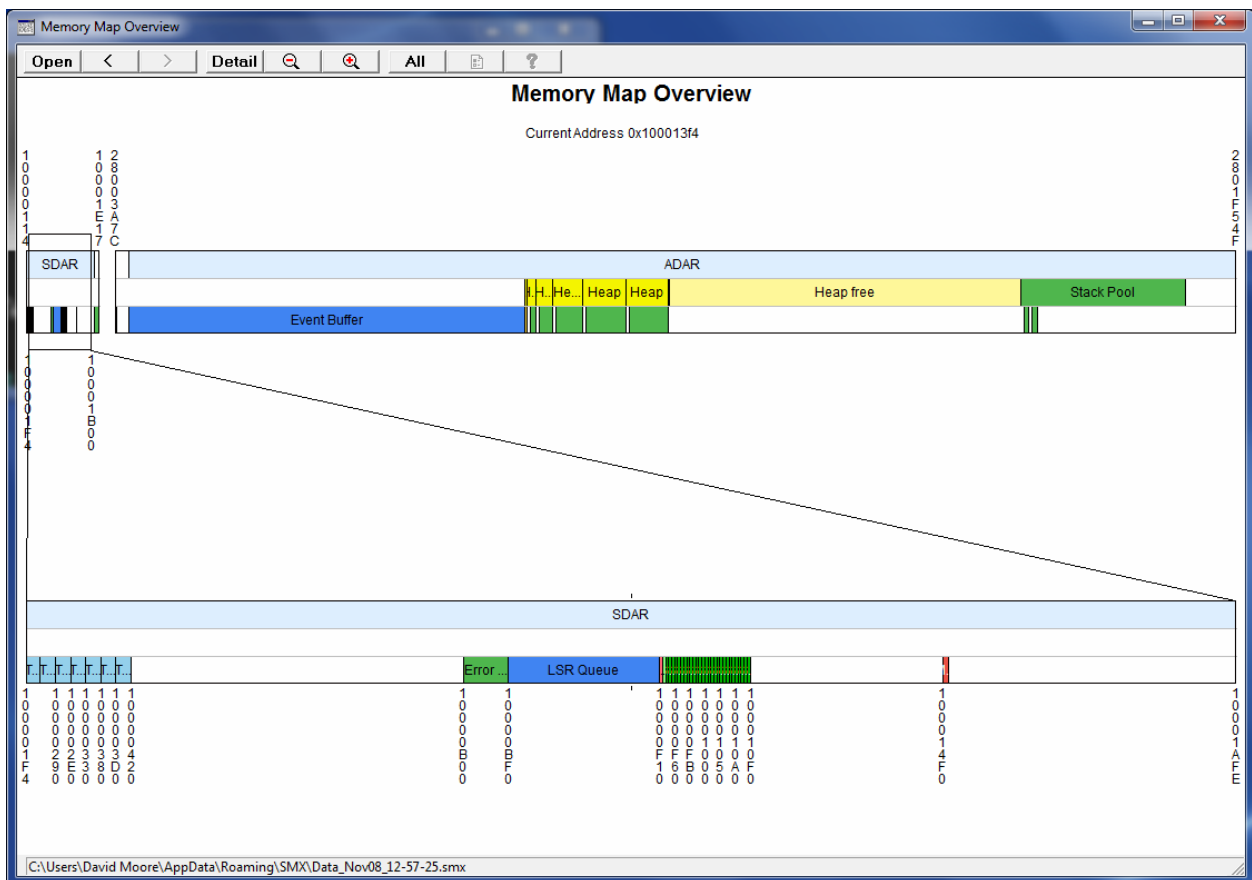 Memory Map Overview
Open < > Detail All ?
Memory Map Overview
Current Address 0x100013f4
10000114
10001E17
28003A7C
2801F54F
SDAR
ADAR
H.. He... Heap Heap Heap free Stack Pool
Event Buffer
100001F4
10001B00
SDAR
T... T... T... T... T... T... T... Error ... LSR Queue
100001F4
10000290
100002E0
10000330
10000380
100003D0
10000420
10000B00
10000BF0
10000F10
10000F60
10000FB0
10001000
10001050
100010A0
100010F0
100014F0
10001AFE
C:\Users\David Moore\AppData\Roaming\SMX\Data_Nov08_12-57-25.smx